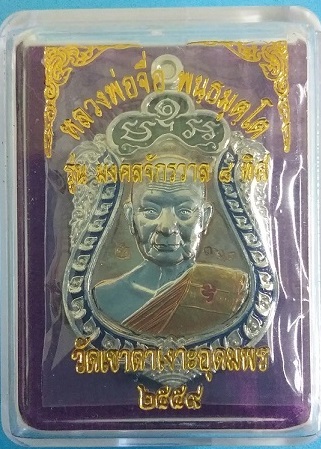 หลวงพ่อจื่อ พนฺธมุตฺโต
รุ่น มงคลจักรวาล ๘ ทิศ
วัดเขาตาเงาะอุดมพร
๒๕๕๙